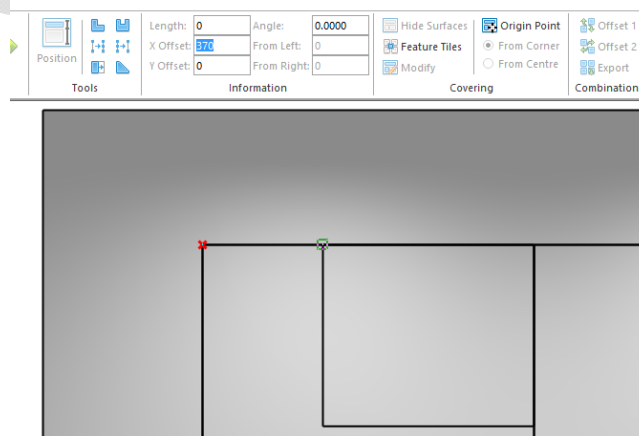 Length: 0 Angle: 0.0000 Hide Surfaces Origin Point Offset 1
Position X Offset: 370 From Left: 0 Feature Tiles From Corner Offset 2
Y Offset: 0 From Right: 0 Modify From Centre Export
Tools Information Covering Combination